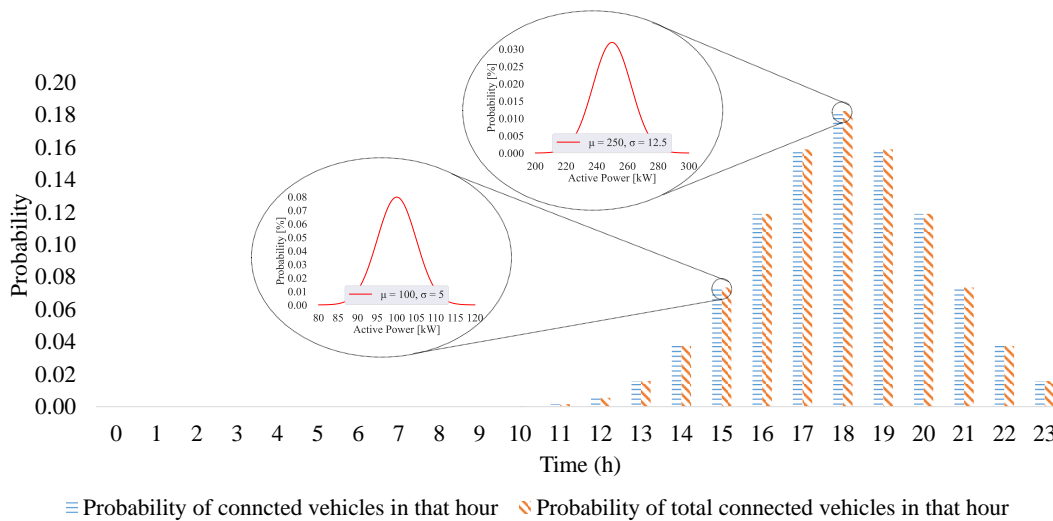 0.030
0.025
0.020
0.015
0.010
0.005
0.000
Probability [%]
μ = 250, σ = 12.5
200 220 240 260 280 300
Active Power [kW]
0.08
0.07
0.06
0.05
0.04
0.03
0.02
0.01
0.00
Probability [%]
μ = 100, σ = 5
80 85 90 95 100 105 110 115 120
Active Power [kW]
0.20
0.18
0.16
0.14
0.12
0.10
0.08
0.06
0.04
0.02
0.00
Probability
0 1 2 3 4 5 6 7 8 9 10 11 12 13 14 15 16 17 18 19 20 21 22 23
Time (h)
Probability of conncted vehicles in that hour Probability of total connected vehicles in that hour